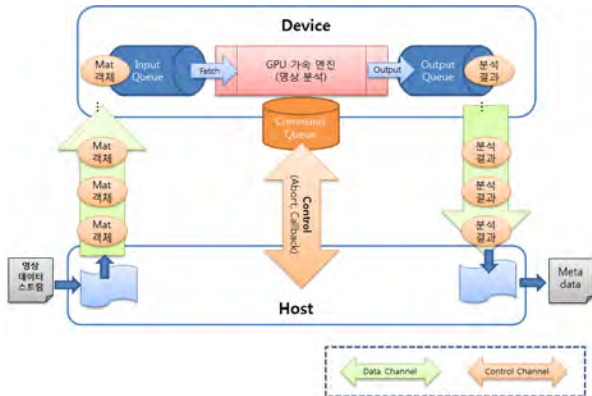 Device
Mat
객체
Input
Queue
Fetch
GPU 가속 엔진
(영상 분석)
Output
Output
Queue
분석
결과
Command
Queue
Mat
객체
Mat
객체
Mat
객체
Control
(Abort, Callback)
분석
결과
분석
결과
분석
결과
영상
데이터
스트림
Host
Meta
data
Data Channel
Control Channel